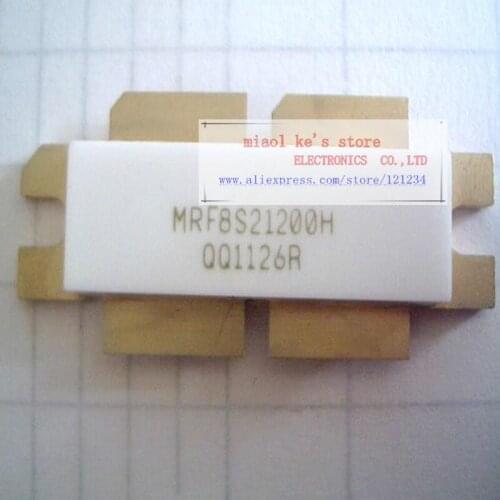 miaol ke's store
ELECTRONICS CO.,LTD
www.aliexpress.com/store/121234
MRF8S21200H
QQ1126R